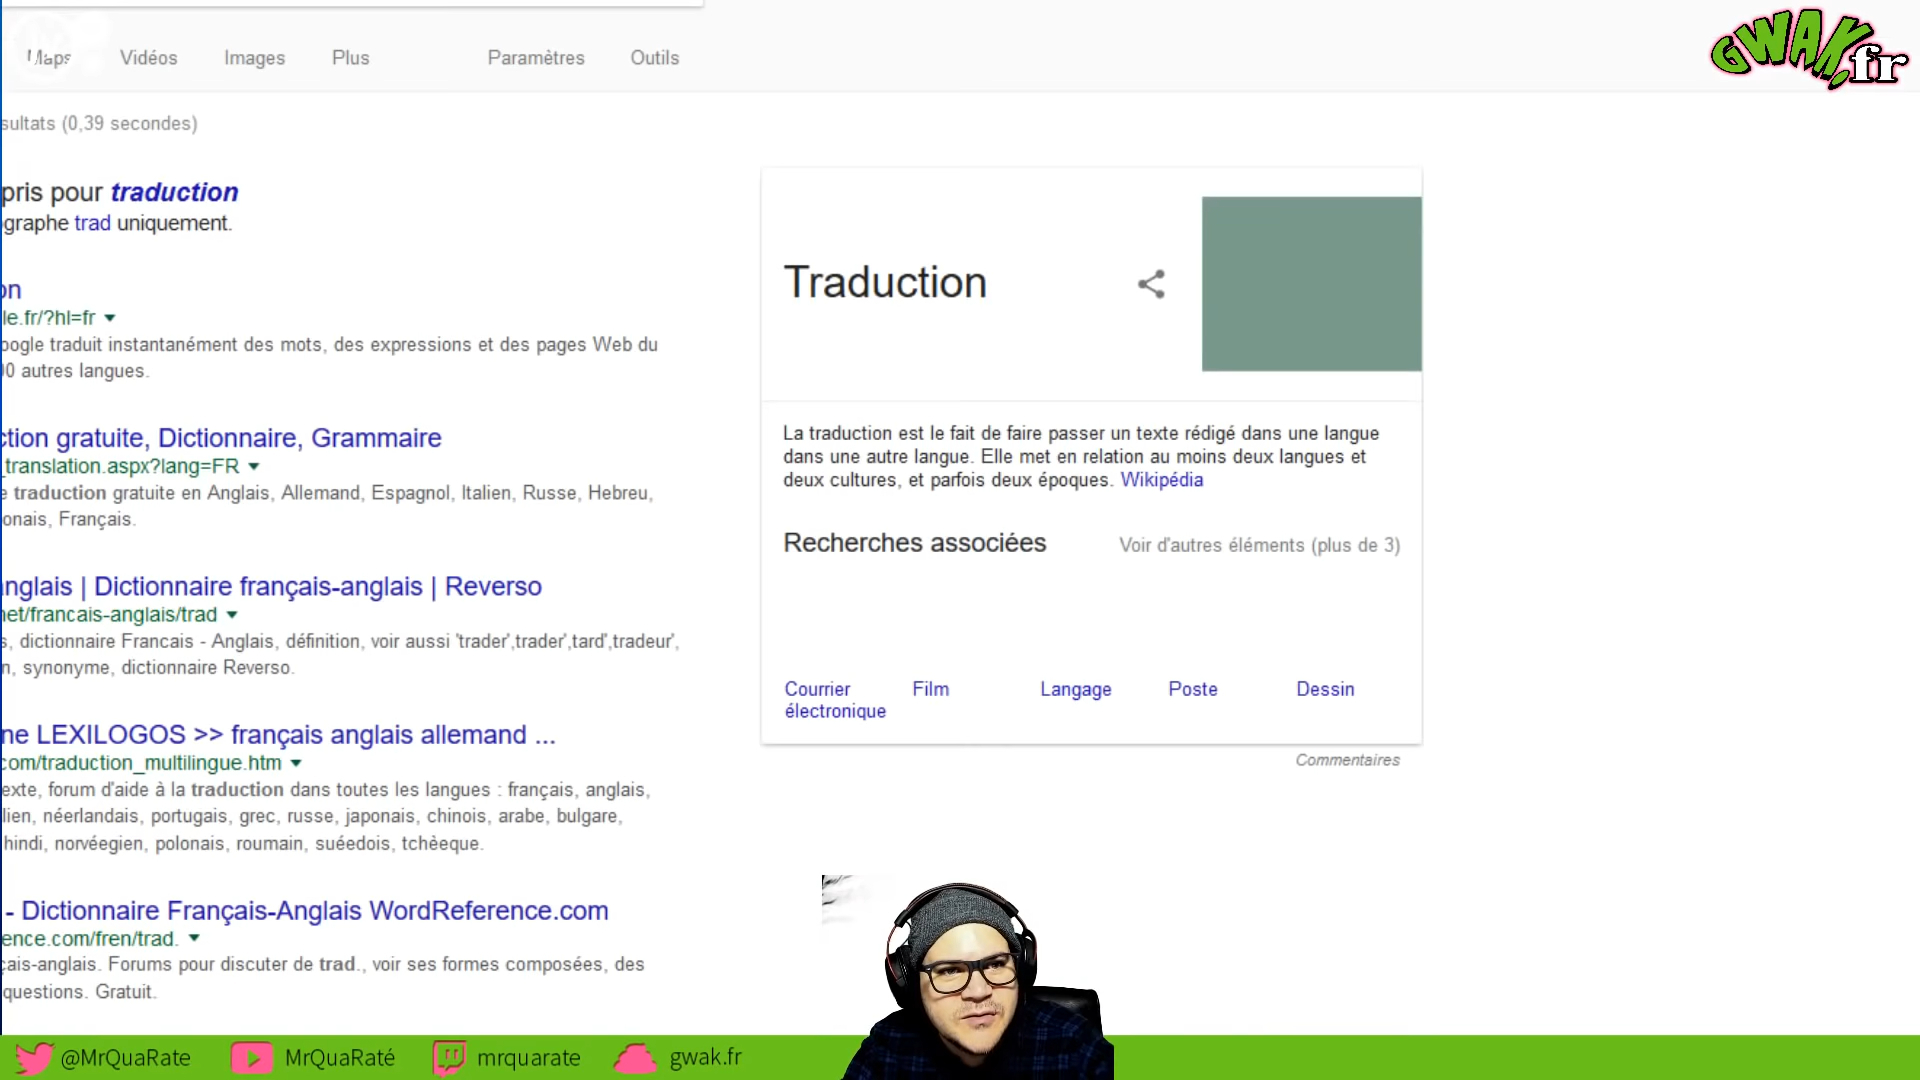 Maps Vidéos Images Plus Paramètres Outils
GWAK.fr
sultats (0,39 secondes)
pris pour traduction
ographe trad uniquement.
on
le.fr/?hl=fr
oogle traduit instantanément des mots, des expressions et des pages Web du
00 autres langues.
ction gratuite, Dictionnaire, Grammaire
_translation.aspx?lang=FR
e traduction gratuite en Anglais, Allemand, Espagnol, Italien, Russe, Hebreu,
onais, Français.
anglais | Dictionnaire français-anglais | Reverso
net/francais-anglais/trad
s, dictionnaire Francais - Anglais, définition, voir aussi 'trader',trader',tard',tradeur',
n, synonyme, dictionnaire Reverso.
ne LEXILOGOS >> français anglais allemand ...
com/traduction_multilingue.htm
exte, forum d'aide à la traduction dans toutes les langues : français, anglais,
lien, néerlandais, portugais, grec, russe, japonais, chinois, arabe, bulgare,
hindi, norvéegien, polonais, roumain, suéedois, tchèeque.
- Dictionnaire Français-Anglais WordReference.com
ence.com/fren/trad.
çais-anglais. Forums pour discuter de trad., voir ses formes composées, des
questions. Gratuit.
Traduction
La traduction est le fait de faire passer un texte rédigé dans une langue
dans une autre langue. Elle met en relation au moins deux langues et
deux cultures, et parfois deux époques. Wikipédia
Recherches associées Voir d'autres éléments (plus de 3)
Courrier électronique
Film
Langage
Poste
Dessin
Commentaires
@MrQuaRate MrQuaRaté mrquarate gwak.fr